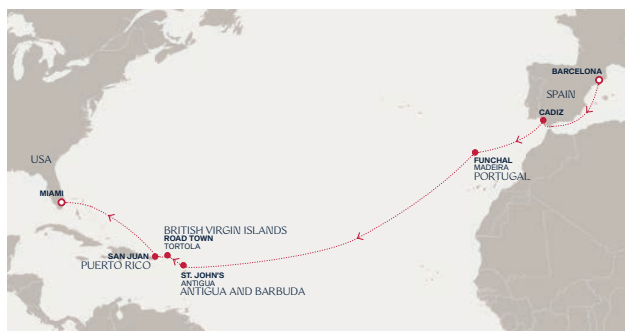 BARCELONA
SPAIN
CADIZ
FUNCHAL
MADEIRA
PORTUGAL
USA
MIAMI
BRITISH VIRGIN ISLANDS
ROAD TOWN
TORTOLA
SAN JUAN
PUERTO RICO
ST. JOHN'S
ANTIGUA
ANTIGUA AND BARBUDA